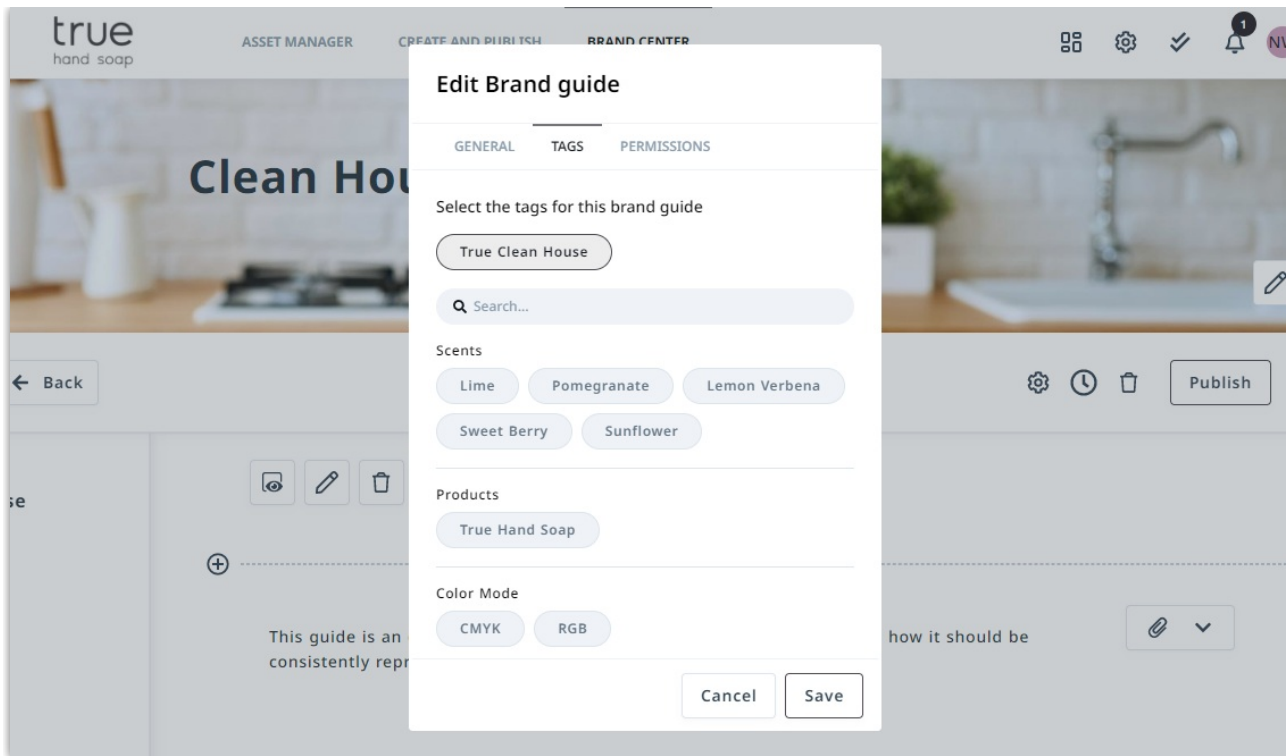 true
hand soap
ASSET MANAGER
CREATE AND PUBLISH
BRAND CENTER
1
Edit Brand guide
GENERAL
TAGS
PERMISSIONS
Clean Hou
Select the tags for this brand guide
True Clean House
Search...
Scents
Lime
Pomegranate
Lemon Verbena
Sweet Berry
Sunflower
Products
True Hand Soap
Color Mode
CMYK
RGB
Cancel
Save
Back
Publish
se
This guide is an
how it should be
consistently repr